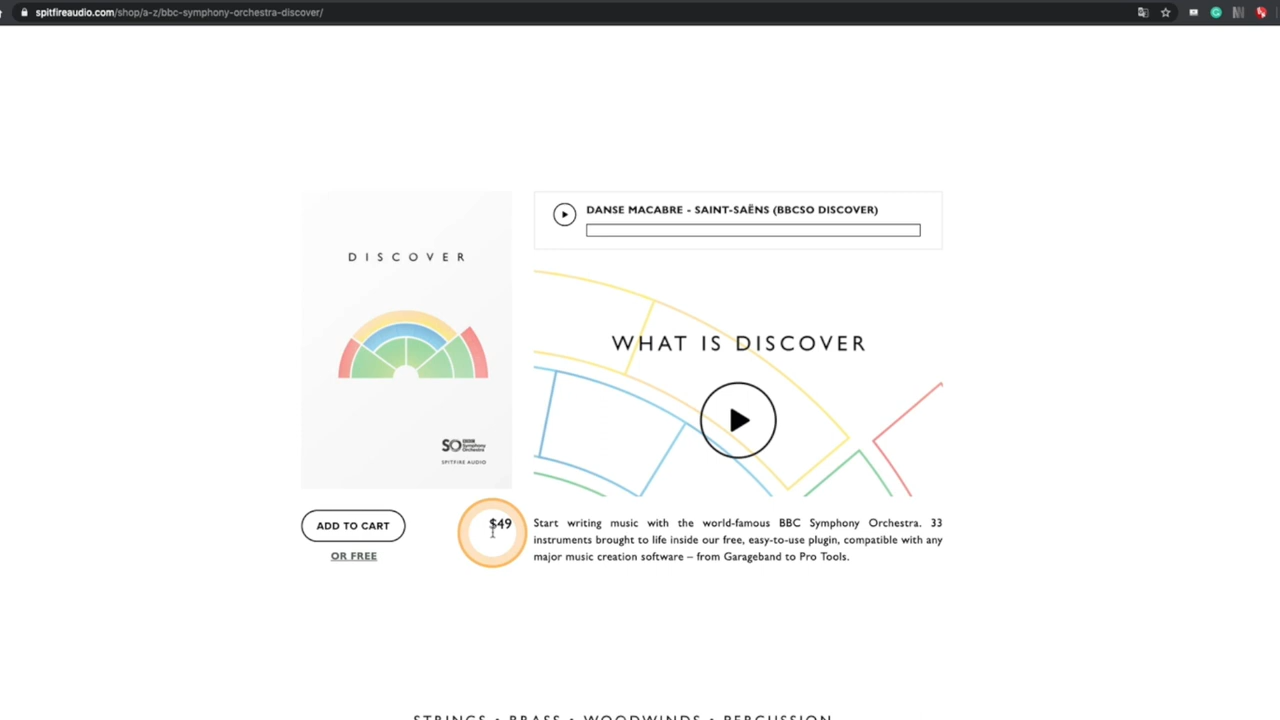 spitfireaudio.com/shop/a-z/bbc-symphony-orchestra-discover/
DISCOVER
SO BBC Symphony Orchestra
SPITFIRE AUDIO
DANSE MACABRE - SAINT-SAËNS (BBCSO DISCOVER)
WHAT IS DISCOVER
ADD TO CART
$49
OR FREE
Start writing music with the world-famous BBC Symphony Orchestra. 33
instruments brought to life inside our free, easy-to-use plugin, compatible with any
major music creation software – from Garageband to Pro Tools.
STRINGS • BRASS • WOODWINDS • PERCUSSION